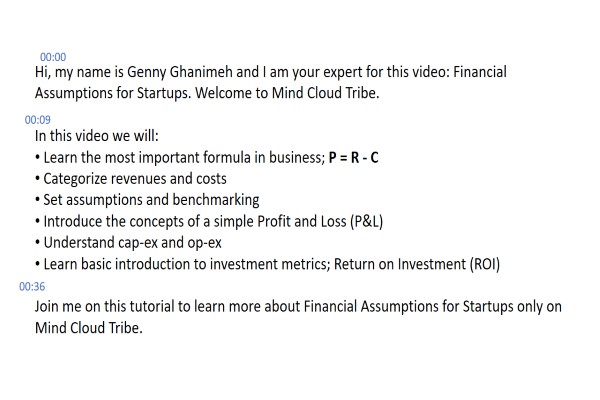 00:00
Hi, my name is Genny Ghanimeh and I am your expert for this video: Financial
Assumptions for Startups. Welcome to Mind Cloud Tribe.
00:09
In this video we will:
• Learn the most important formula in business; P = R - C
• Categorize revenues and costs
• Set assumptions and benchmarking
• Introduce the concepts of a simple Profit and Loss (P&L)
• Understand cap-ex and op-ex
• Learn basic introduction to investment metrics; Return on Investment (ROI)
00:36
Join me on this tutorial to learn more about Financial Assumptions for Startups only on
Mind Cloud Tribe.